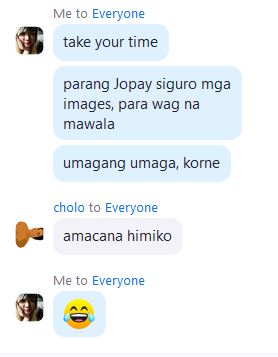 Me to Everyone
take your time
parang Jopay siguro mga
images, para wag na
mawala
umagang umaga, korne
cholo to Everyone
amacana himiko
Me to Everyone